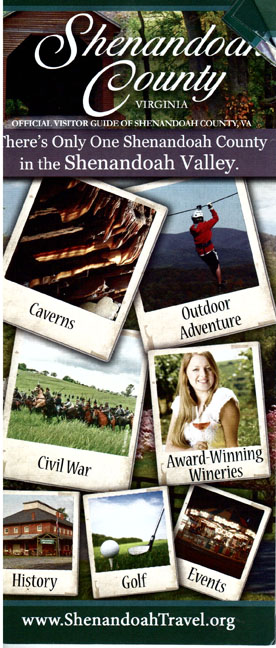 Shenandoah
County
VIRGINIA
OFFICIAL VISITOR GUIDE OF SHENANDOAH COUNTY, VA
There's Only One Shenandoah County
in the Shenandoah Valley.
Caverns
Outdoor
Adventure
Civil War
Award-Winning
Wineries
History
Golf
Events
www.ShenandoahTravel.org